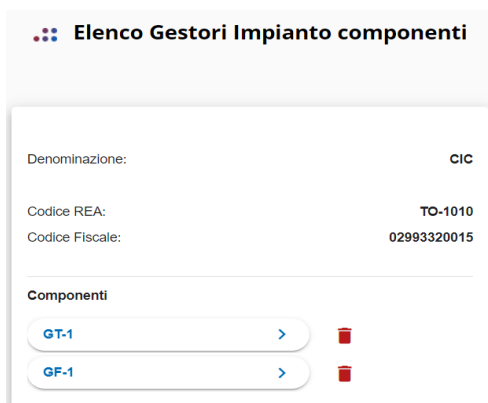 Elenco Gestori Impianto componenti
Denominazione: CIC
Codice REA: TO-1010
Codice Fiscale: 02993320015
Componenti
GT-1
GF-1